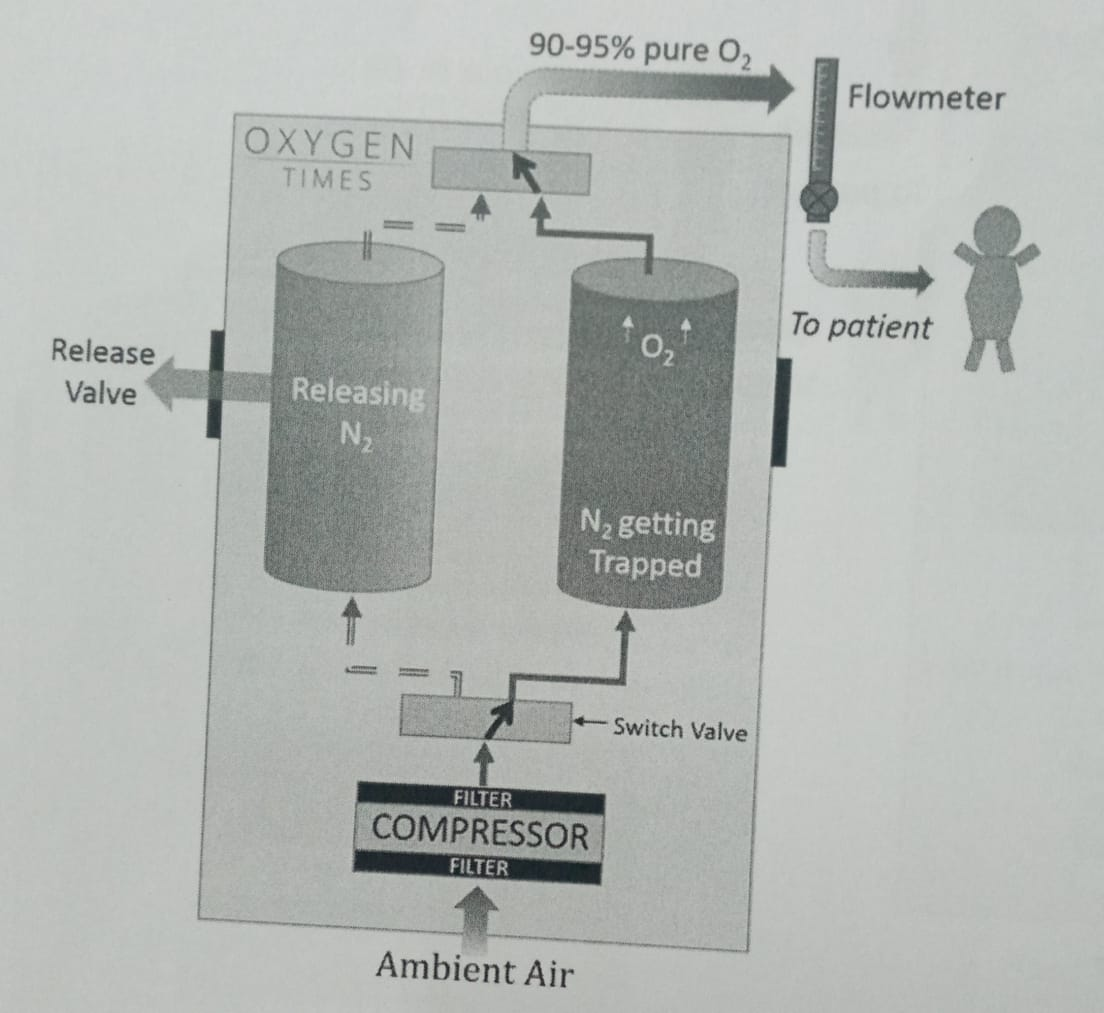 90-95% pure O₂
Flowmeter
OXYGEN
TIMES
To patient
O₂
Release
Valve
Releasing
N₂
N₂ getting
Trapped
Switch Valve
FILTER
COMPRESSOR
FILTER
Ambient Air